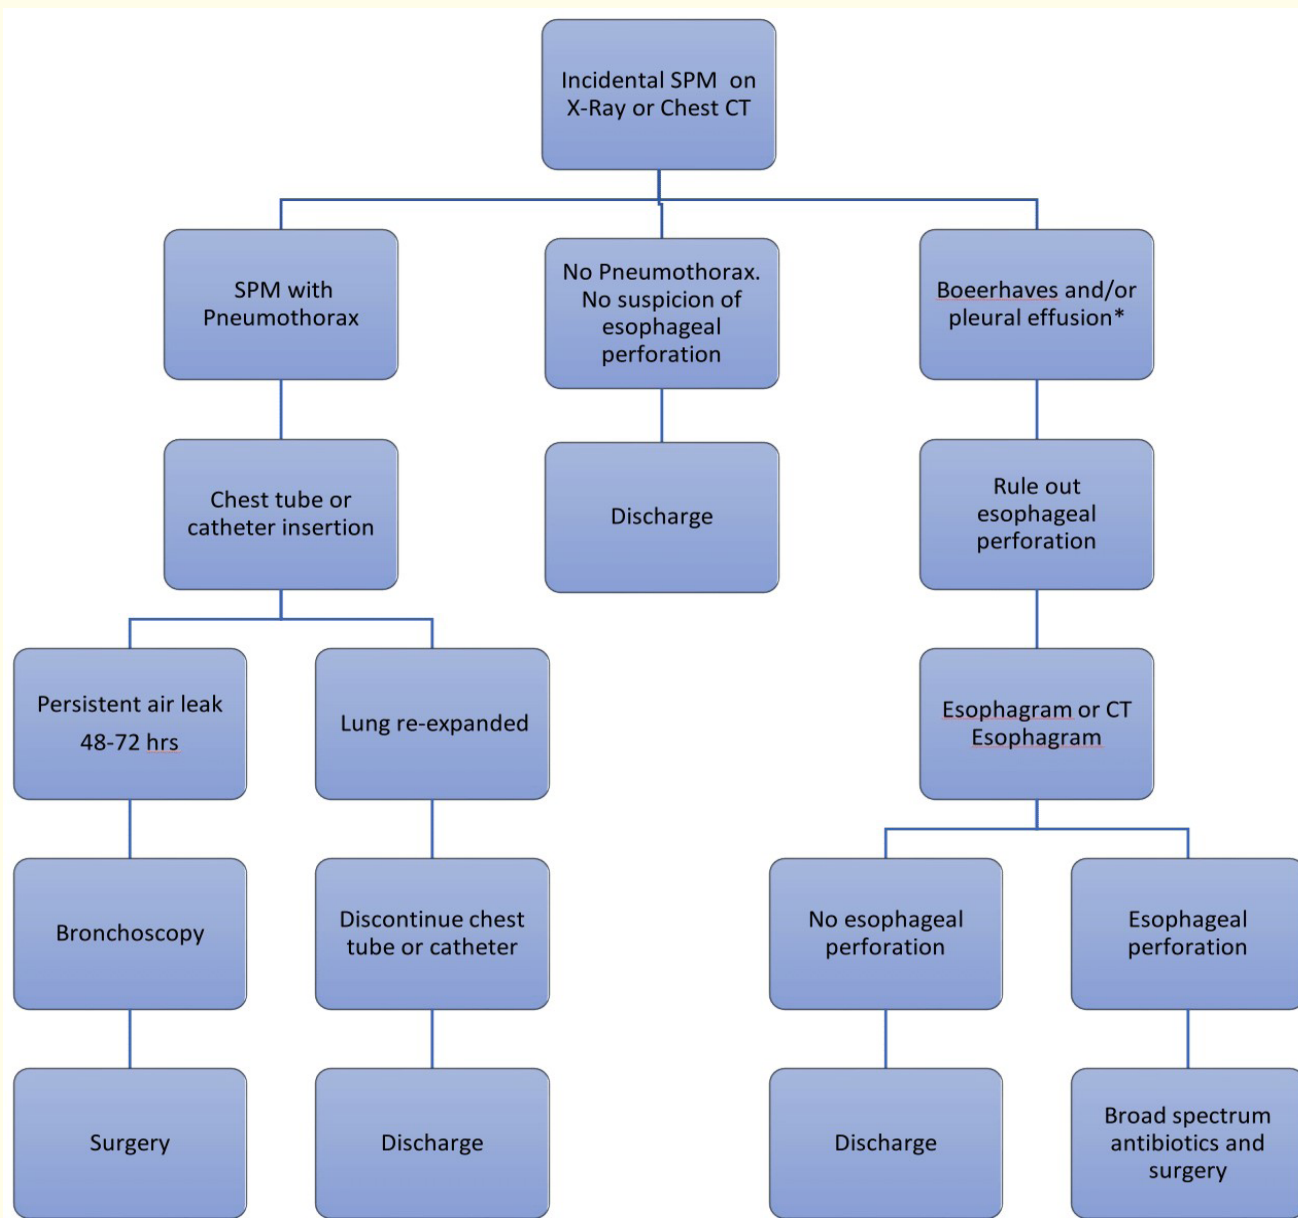 Incidental SPM on
X-Ray or Chest CT
SPM with
Pneumothorax
No Pneumothorax.
No suspicion of
esophageal
perforation
Boeerhaves and/or
pleural effusion*
Chest tube or
catheter insertion
Discharge
Rule out
esophageal
perforation
Persistent air leak
48-72 hrs
Lung re-expanded
Esophagram or CT
Esophagram
Bronchoscopy
Discontinue chest
tube or catheter
No esophageal
perforation
Esophageal
perforation
Surgery
Discharge
Discharge
Broad spectrum
antibiotics and
surgery